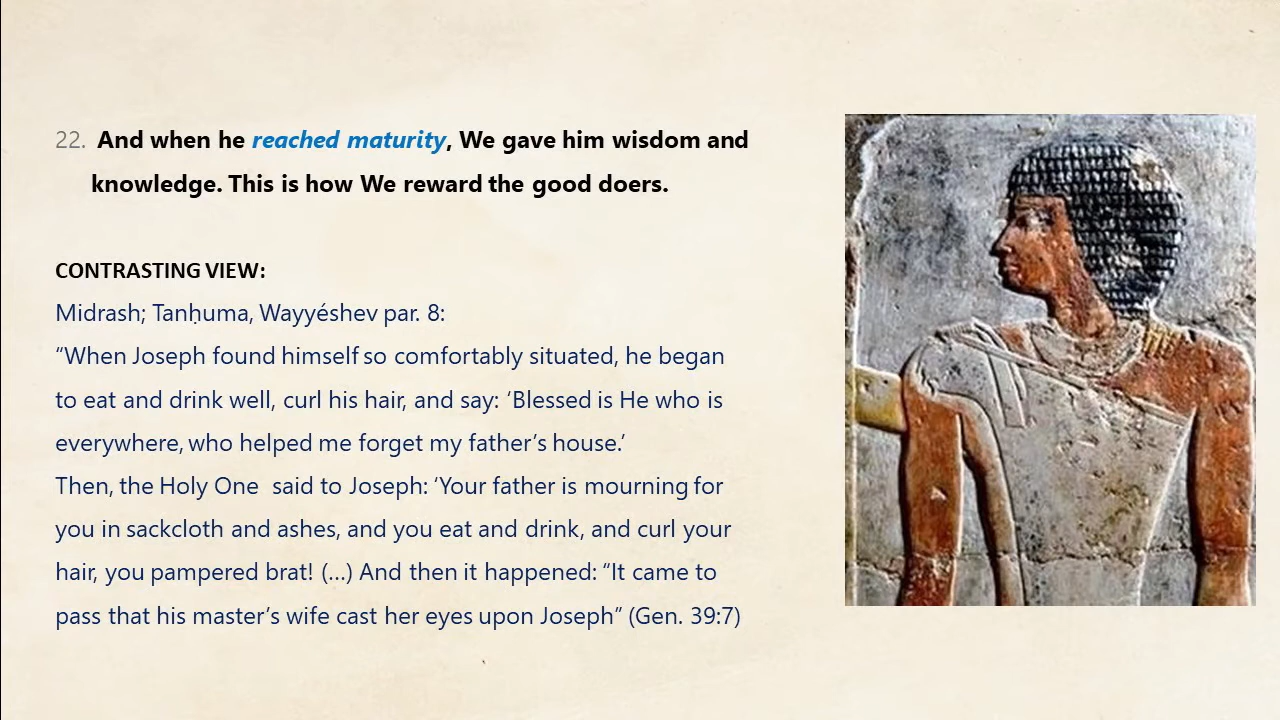 22. And when he reached maturity, We gave him wisdom and
knowledge. This is how We reward the good doers.
CONTRASTING VIEW:
Midrash; Tanḥuma, Wayyéshev par. 8:
“When Joseph found himself so comfortably situated, he began
to eat and drink well, curl his hair, and say: ‘Blessed is He who is
everywhere, who helped me forget my father’s house.’
Then, the Holy One said to Joseph: ‘Your father is mourning for
you in sackcloth and ashes, and you eat and drink, and curl your
hair, you pampered brat! (…) And then it happened: “It came to
pass that his master’s wife cast her eyes upon Joseph” (Gen. 39:7)